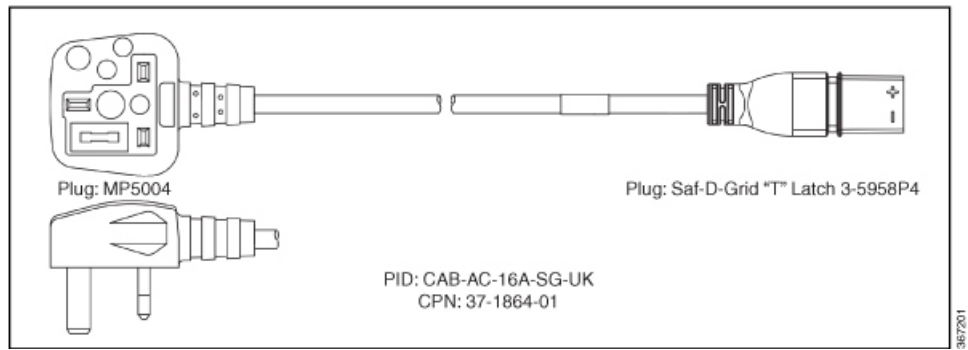 Plug: MP5004
Plug: Saf-D-Grid “T” Latch 3-5958P4
PID: CAB-AC-16A-SG-UK
CPN: 37-1864-01
367201